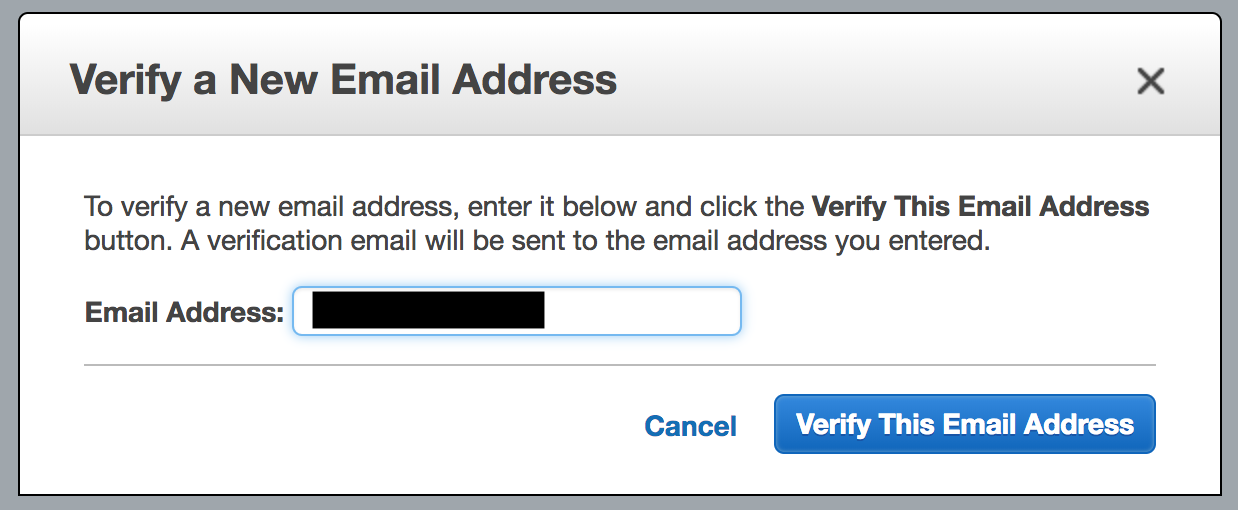 Verify a New Email Address
To verify a new email address, enter it below and click the Verify This Email Address
button. A verification email will be sent to the email address you entered.
Email Address:
Cancel
Verify This Email Address